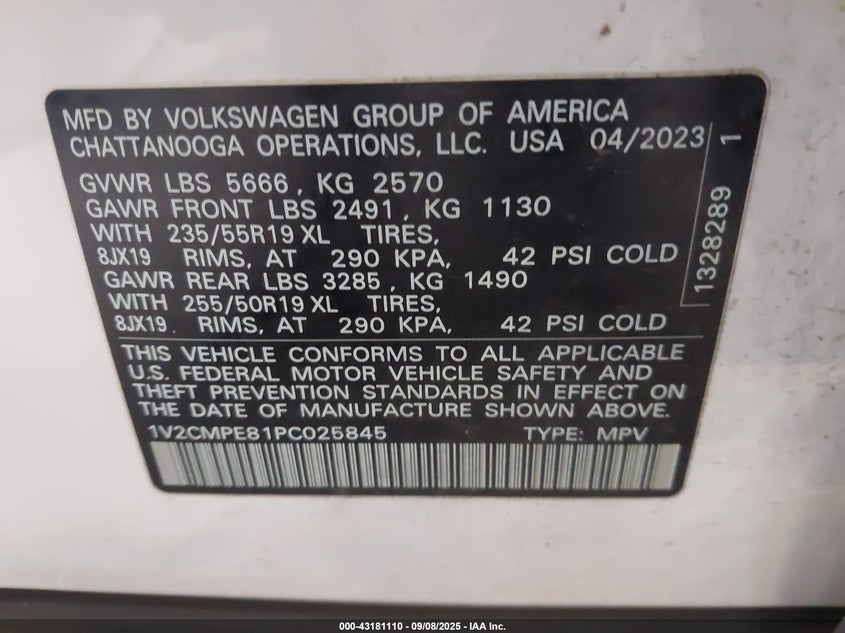 MFD BY VOLKSWAGEN GROUP OF AMERICA
CHATTANOOGA OPERATIONS, LLC. USA 04/2023
GVWR LBS 5666, KG 2570
GAWR FRONT LBS 2491, KG 1130
WITH 235/55R19 XL TIRES,
8JX19 RIMS, AT 290 KPA, 42 PSI COLD
GAWR REAR LBS 3285, KG 1490
WITH 255/50R19 XL TIRES,
8JX19 RIMS, AT 290 KPA, 42 PSI COLD
THIS VEHICLE CONFORMS TO ALL APPLICABLE
U.S. FEDERAL MOTOR VEHICLE SAFETY AND
THEFT PREVENTION STANDARDS IN EFFECT ON
THE DATE OF MANUFACTURE SHOWN ABOVE.
1V2CMPE81PC025845 TYPE: MPV
1328289 1
000-43181110 - 09/08/2025 - IAA Inc.